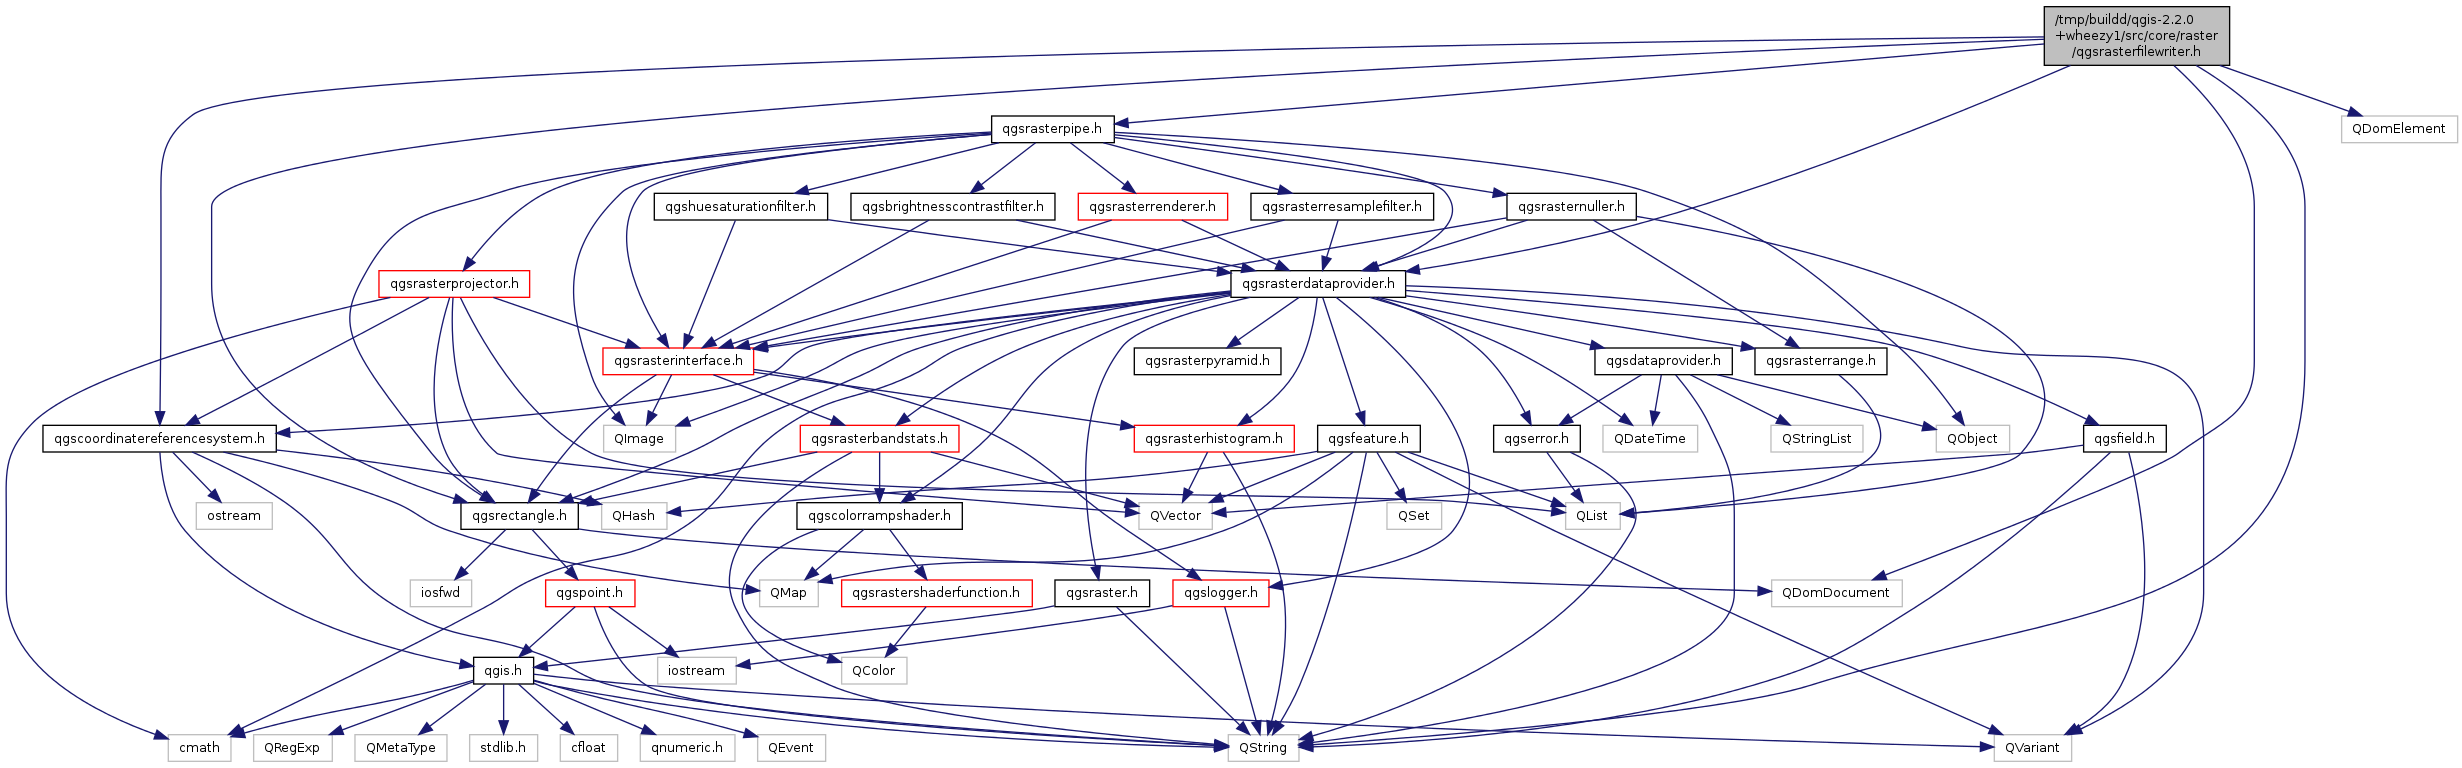 /tmp/buildd/qgis-2.2.0
+wheezy1/src/core/raster
/qgsrasterfilewriter.h
qgsrasterpipe.h
QDomElement
qgshuesaturationfilter.h
qgsbrightnesscontrastfilter.h
qgsrasterrenderer.h
qgsrasterresamplefilter.h
qgsrasternuller.h
qgsrasterprojector.h
qgsrasterdataprovider.h
qgsrasterinterface.h
qgsrasterpyramid.h
qgsdataprovider.h
qgsrasterrange.h
qgscoordinatereferencesystem.h
QImage
qgsrasterbandstats.h
qgsrasterhistogram.h
qgsfeature.h
qgserror.h
QDateTime
QStringList
QObject
qgsfield.h
ostream
qgsrectangle.h
QHash
qgscolorrampshader.h
QVector
QSet
QList
iosfwd
qgspoint.h
QMap
qgsrastershaderfunction.h
qgsraster.h
qgslogger.h
QDomDocument
qgis.h
iostream
QColor
cmath
QRegExp
QMetaType
stdlib.h
cfloat
qnumeric.h
QEvent
QString
QVariant